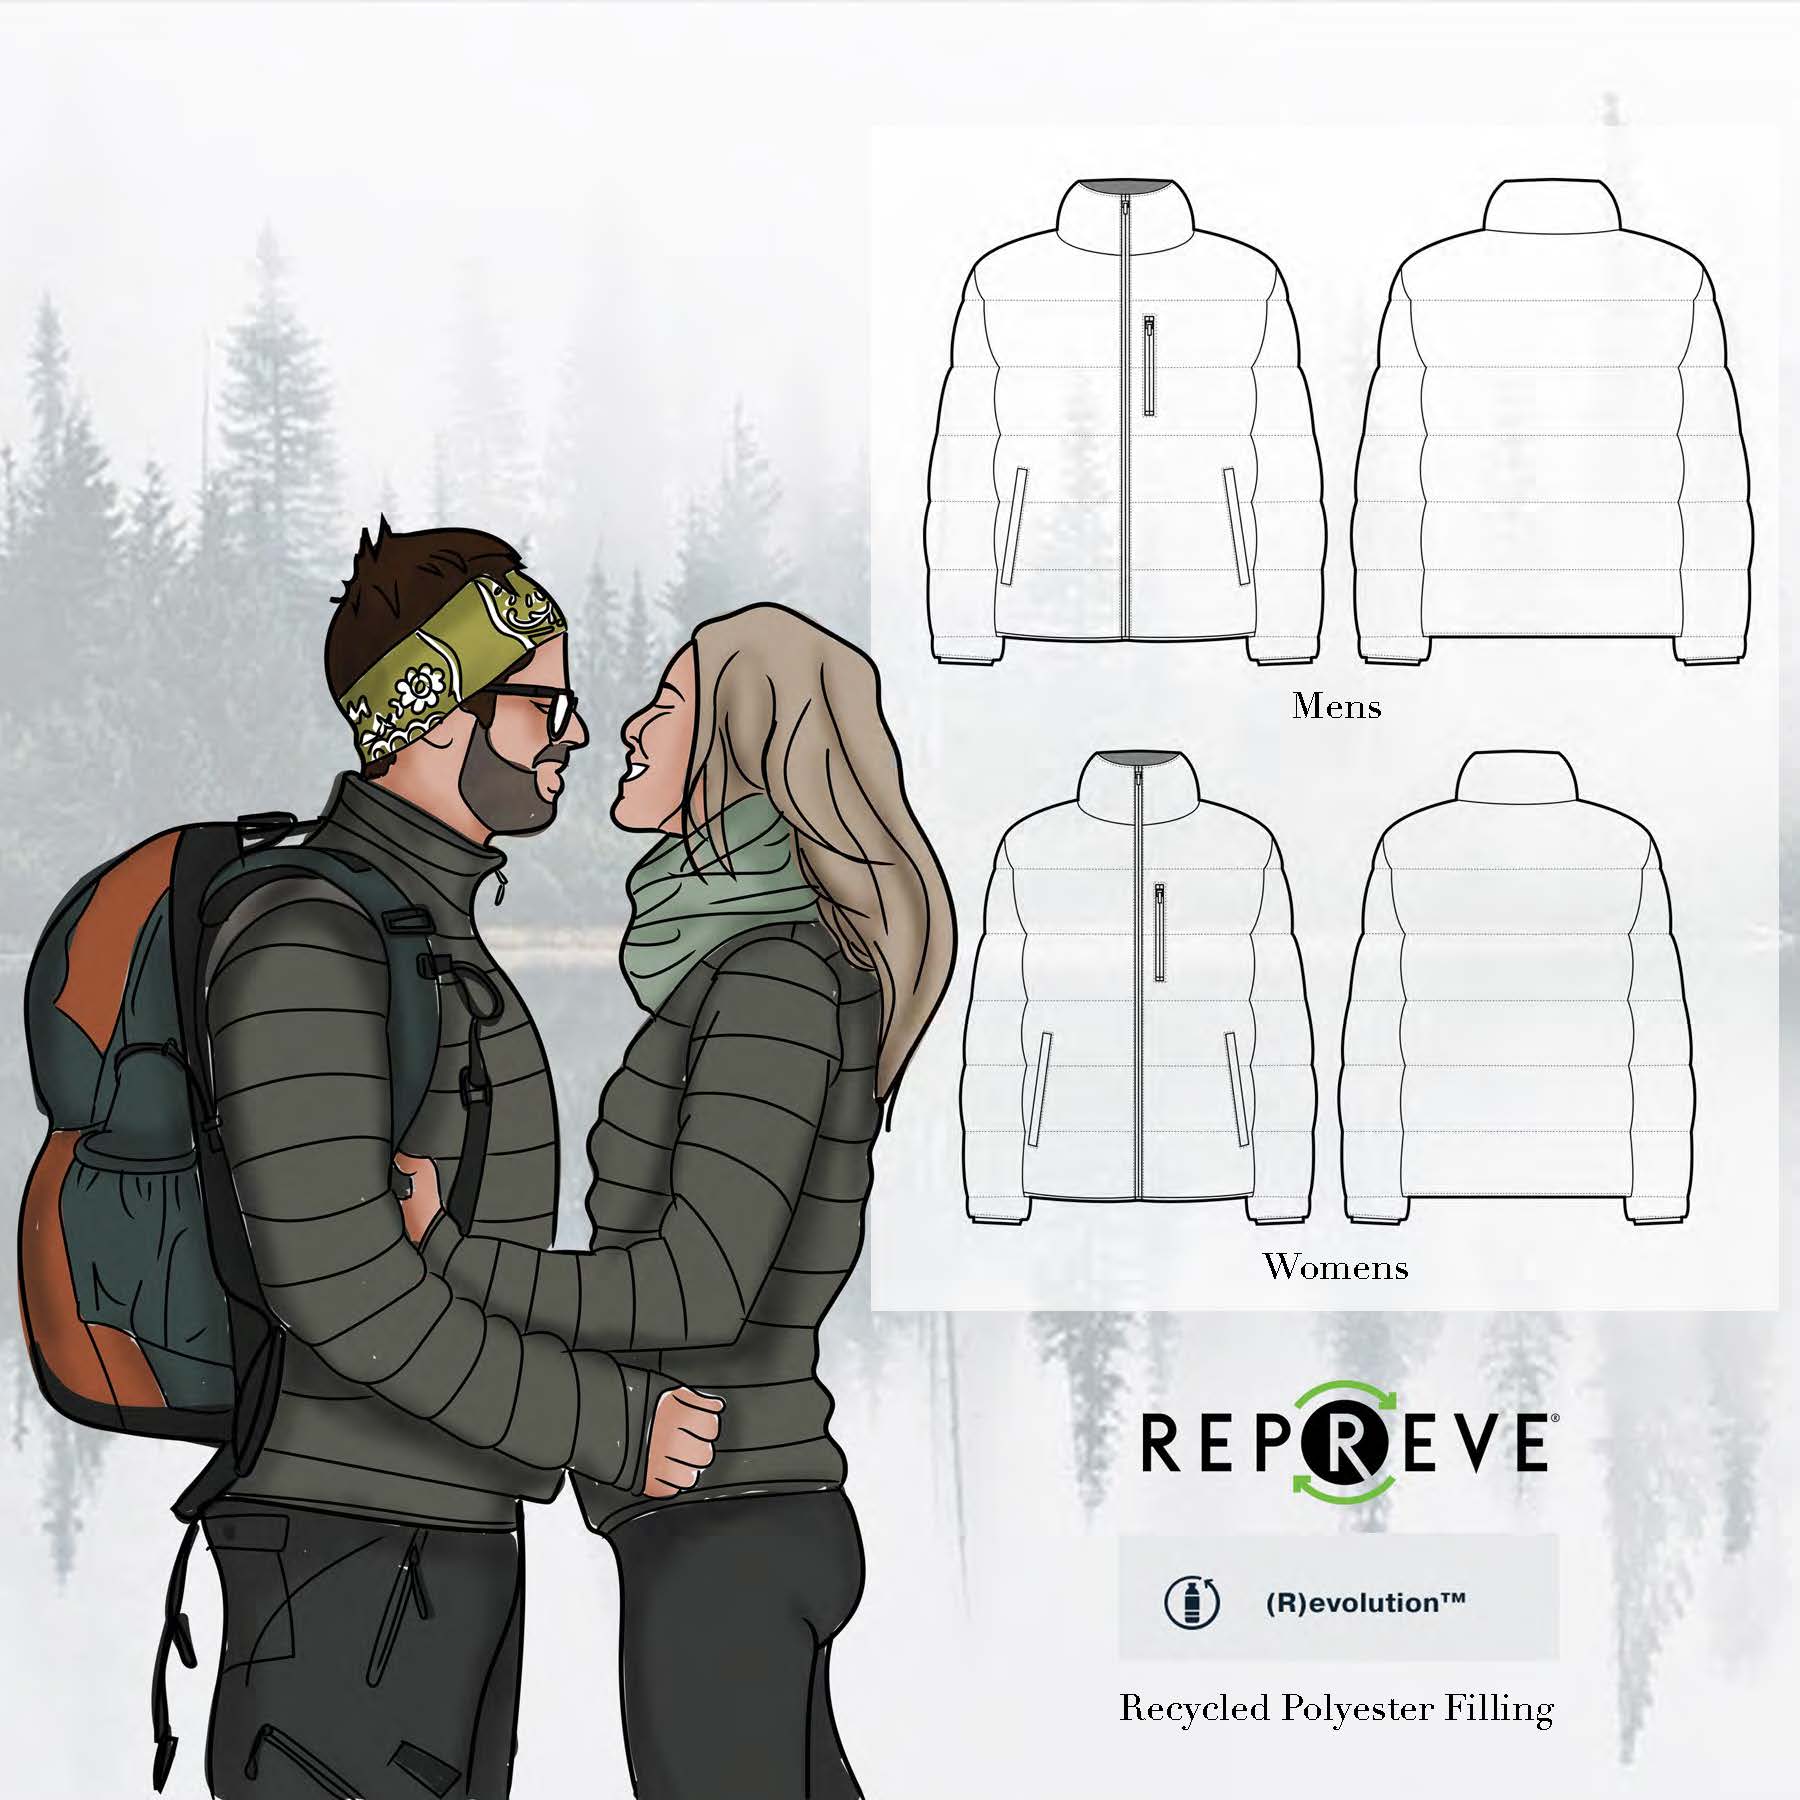 Mens
Womens
REPREVE®
(R)evolution™
Recycled Polyester Filling